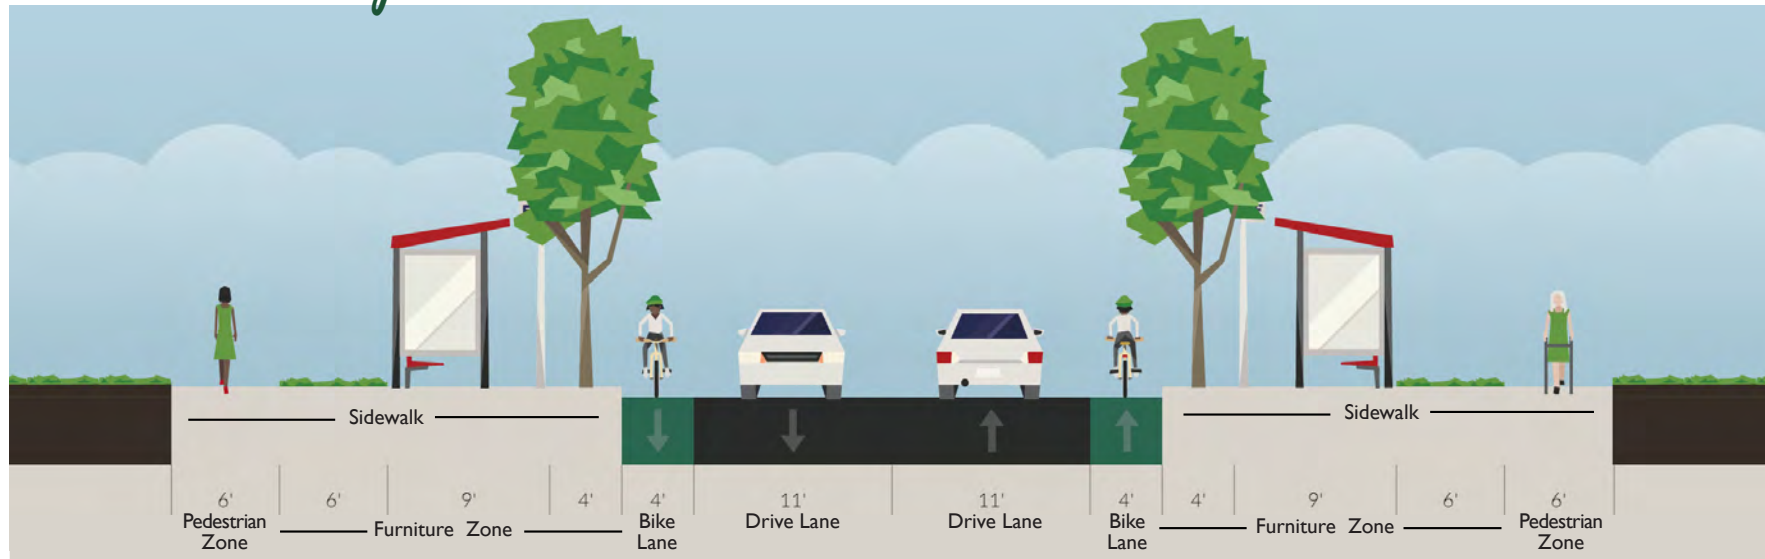 Sidewalk
Sidewalk
6' 6' 9' 4' 4' 11' 11' 4' 4' 9' 6' 6'
Pedestrian
Zone
Furniture Zone
Bike
Lane
Drive Lane
Drive Lane
Bike
Lane
Furniture Zone
Pedestrian
Zone